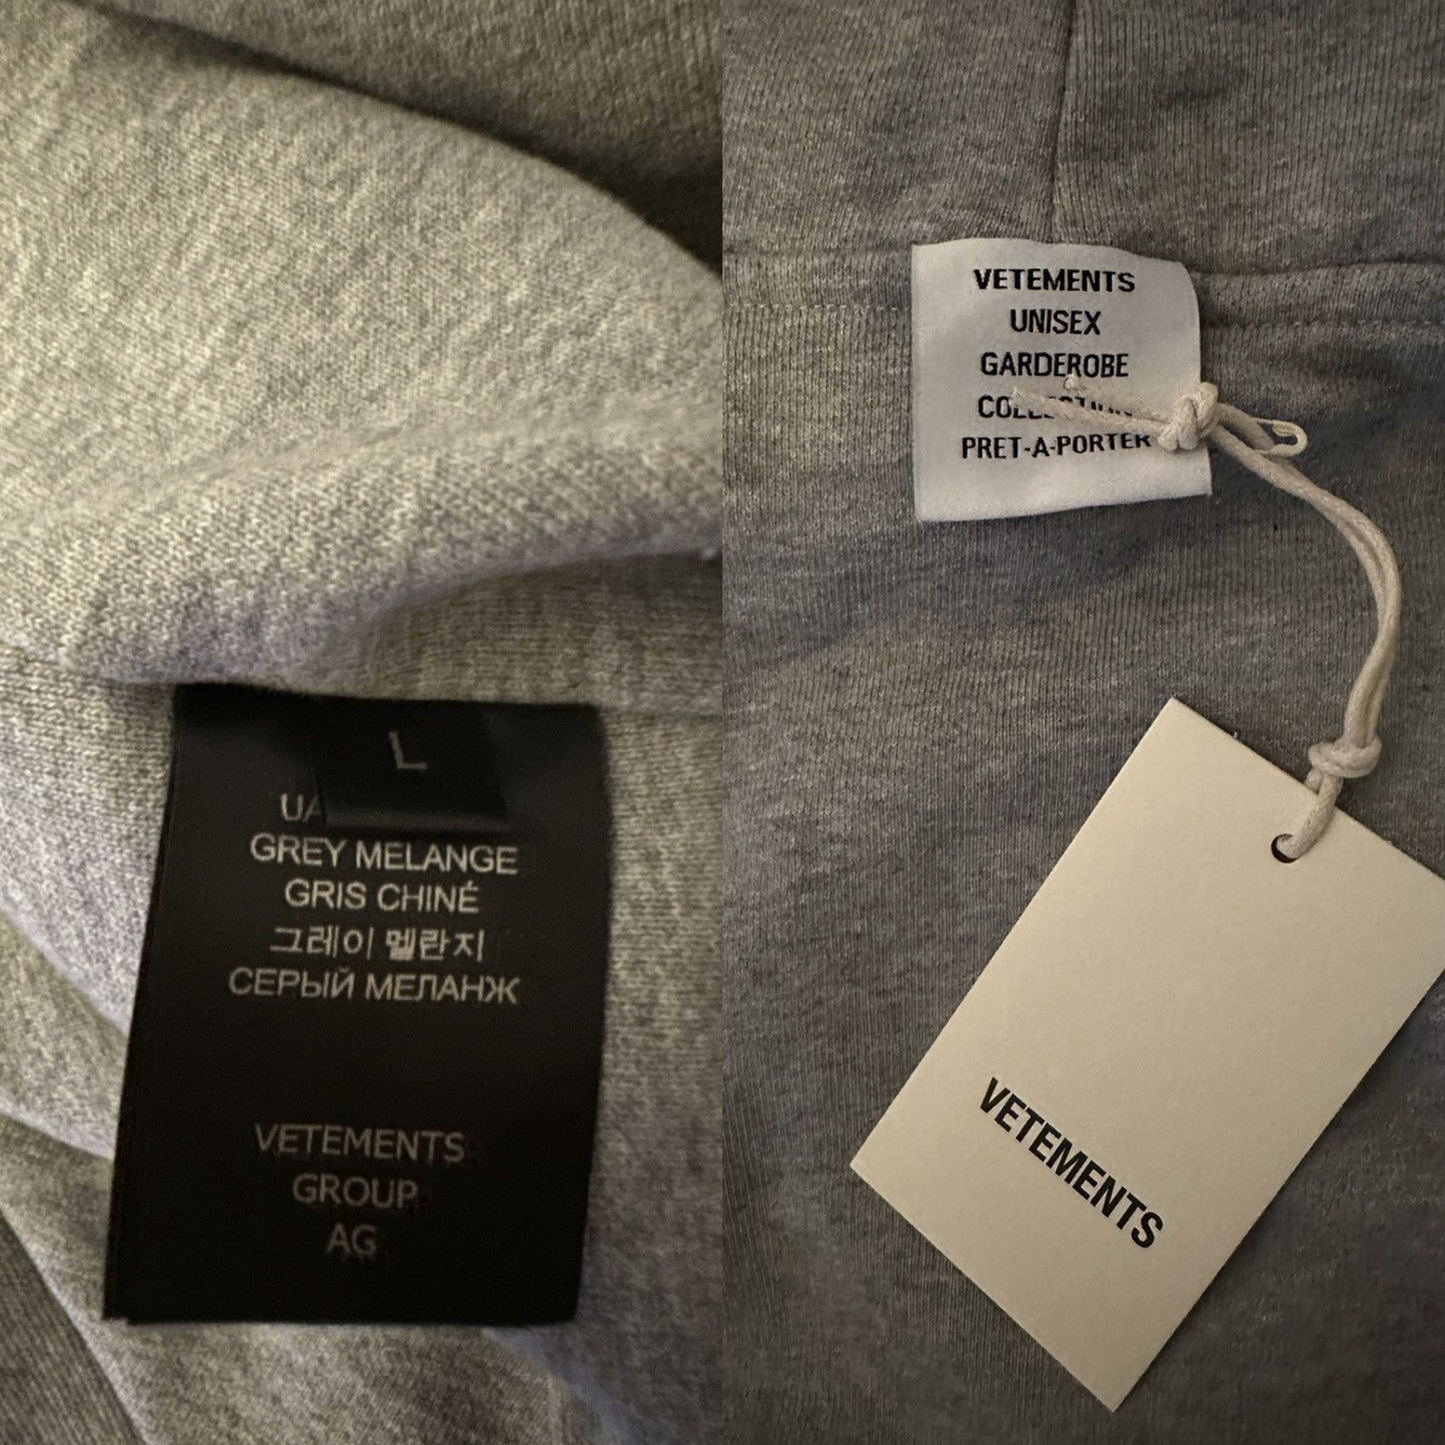 L
GREY MELANGE
GRIS CHINÉ
그레이 멜란지
СЕРЫЙ МЕЛАНЖ
VETEMENTS
GROUP
AG
VETEMENTS
UNISEX
GARDEROBE
COLLECTION
PRET-A-PORTER
VETEMENTS